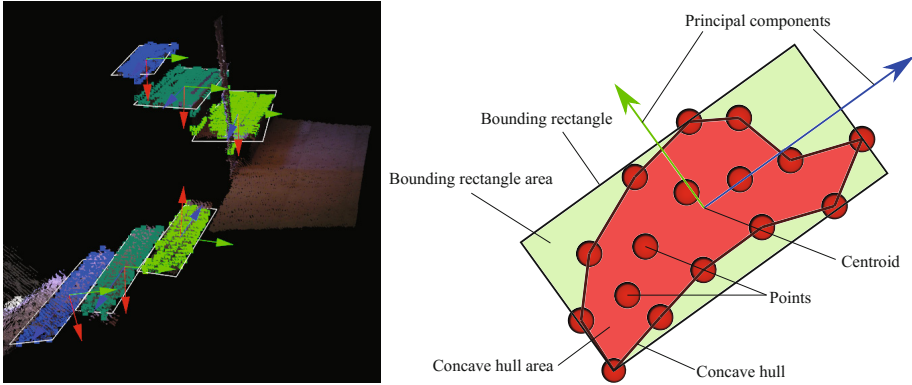 Principal components
Bounding rectangle
Bounding rectangle area
Centroid
Points
Concave hull area
Concave hull